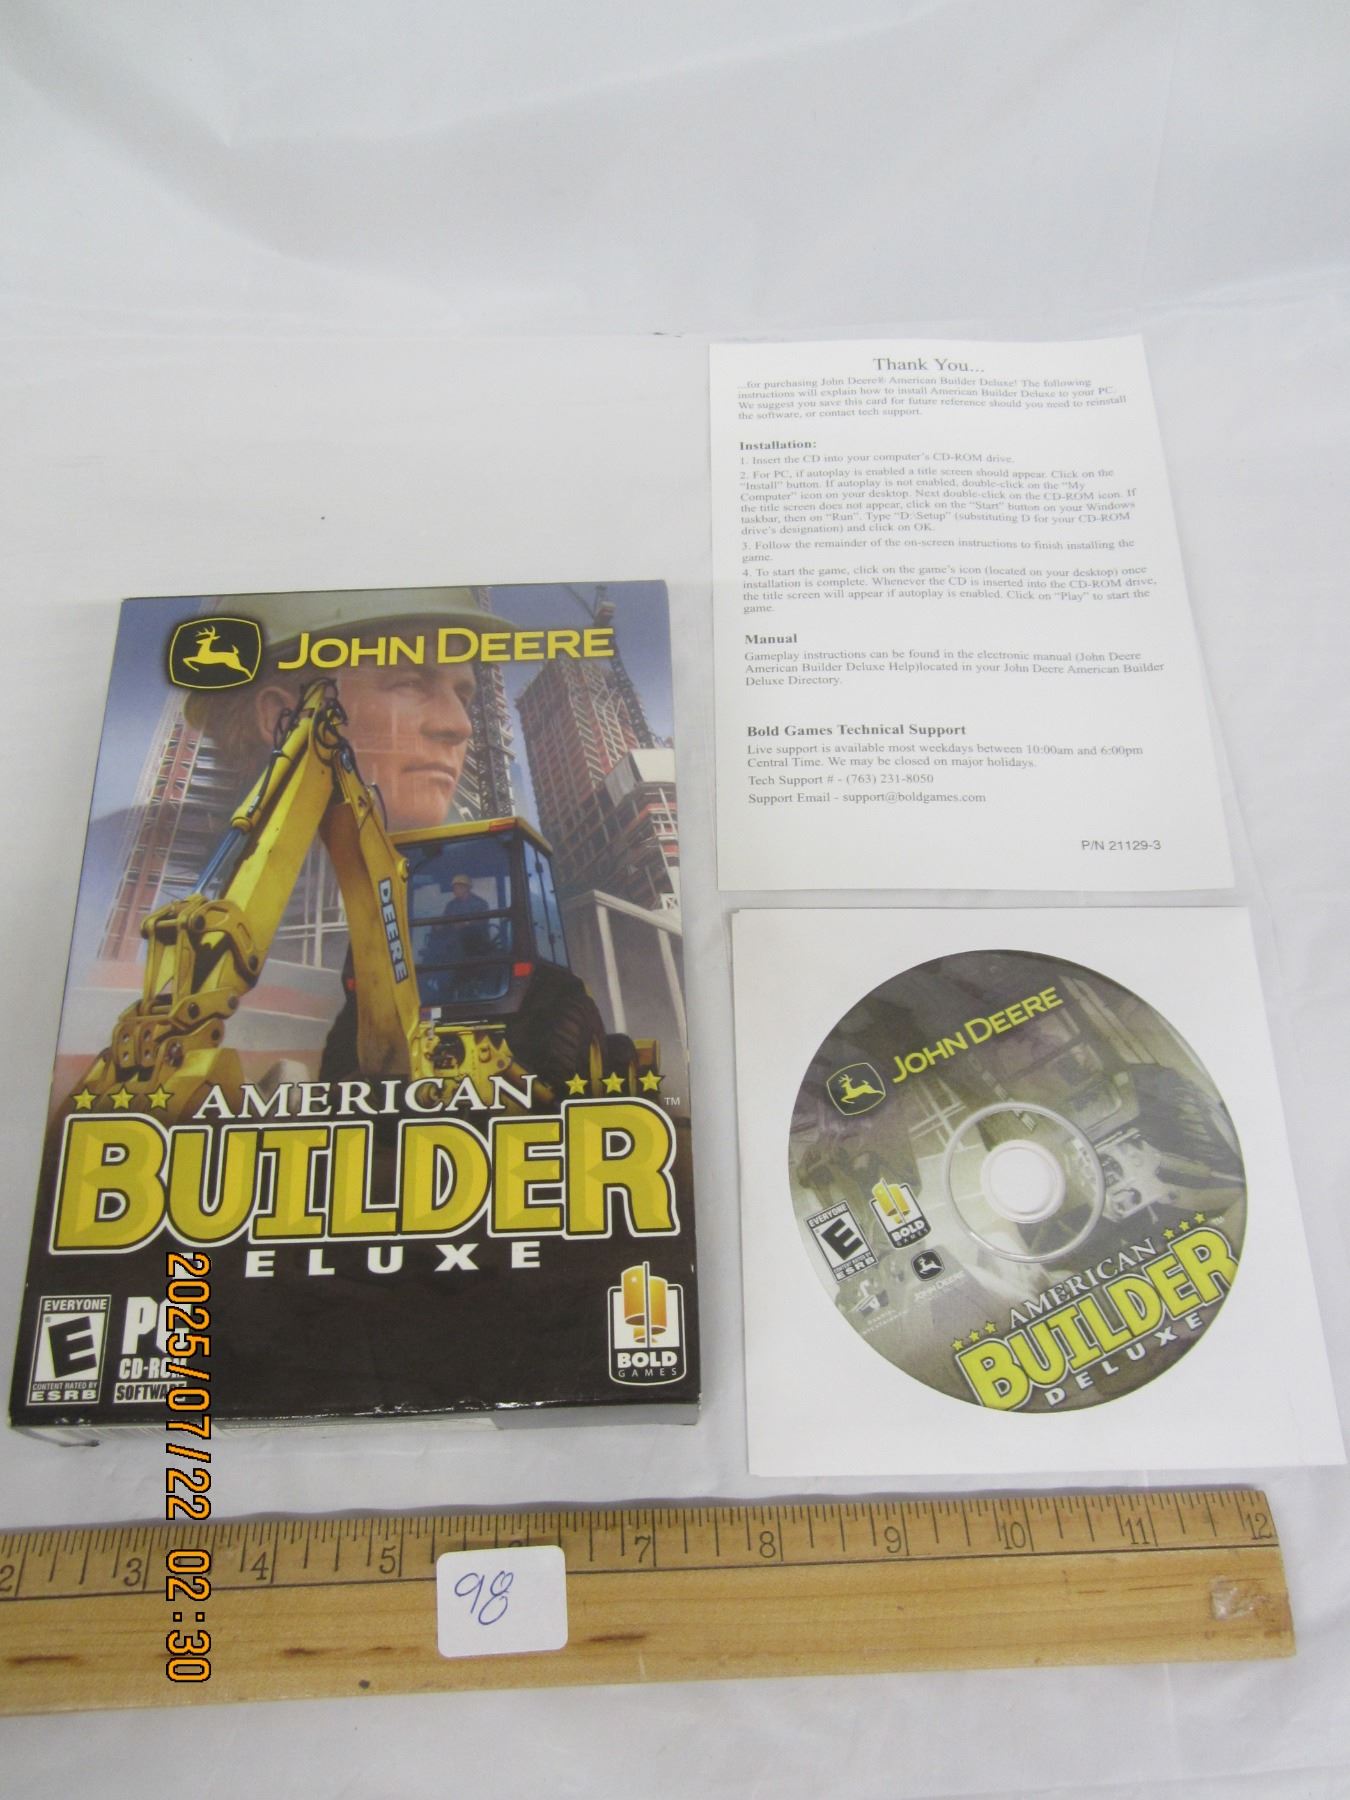 Thank You...
...for purchasing John Deere® American Builder Deluxe! The following
instructions will explain how to install American Builder Deluxe to your PC.
We suggest you save this card for future reference should you need to reinstall
the software, or contact tech support.
Installation:
1. Insert the CD into your computer's CD-ROM drive.
2. For PC, if autoplay is enabled a title screen should appear. Click on the
"Install" button. If autoplay is not enabled, double-click on the "My
Computer" icon on your desktop. Next double-click on the CD-ROM icon. If
the title screen does not appear, click on the "Start" button on your Windows
taskbar, then on "Run". Type "D:\Setup" (substituting D for your CD-ROM
drive's designation) and click on OK.
3. Follow the remainder of the on-screen instructions to finish installing the
game.
4. To start the game, click on the game's icon (located on your desktop) once
installation is complete. Whenever the CD is inserted into the CD-ROM drive,
the title screen will appear if autoplay is enabled. Click on "Play" to start the
game.
Manual
Gameplay instructions can be found in the electronic manual (John Deere
American Builder Deluxe Help)located in your John Deere American Builder
Deluxe Directory.
Bold Games Technical Support
Live support is available most weekdays between 10:00am and 6:00pm
Central Time. We may be closed on major holidays.
Tech Support # - (763) 231-8050
Support Email - support@boldgames.com
P/N 21129-3
JOHN DEERE
DEERE
AMERICAN
BUILDER™
ELUXE
EVERYONE
E
CONTENT RATED BY
ESRB
PC
CD-ROM
SOFTWARE
BOLD
GAMES
JOHN DEERE
EVERYONE
E
CONTENT RATED BY
ESRB
BOLD
GAMES
JOHN DEERE
AMERICAN
BUILDER™
DELUXE
2025/07/22 02:30
2 3 4 5 6 7 8 9 10 11 12
98